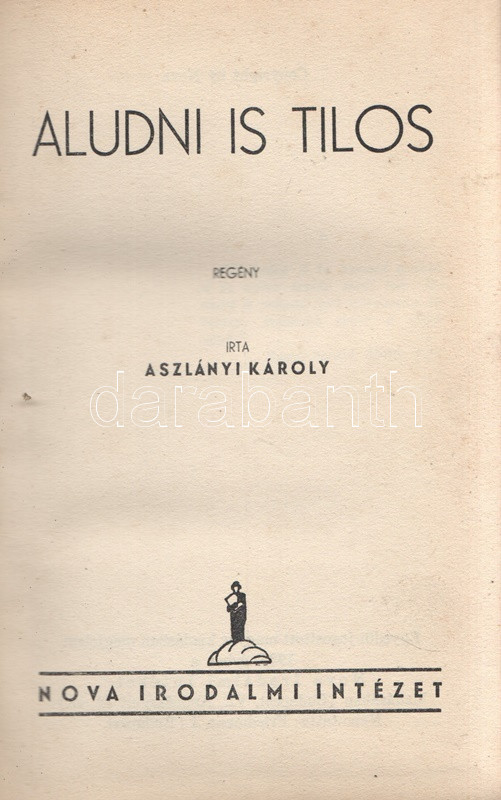 ALUDNI IS TILOS
REGÉNY
IRTA
ASZLÁNYI KÁROLY
darabanth
NOVA IRODALMI INTÉZET